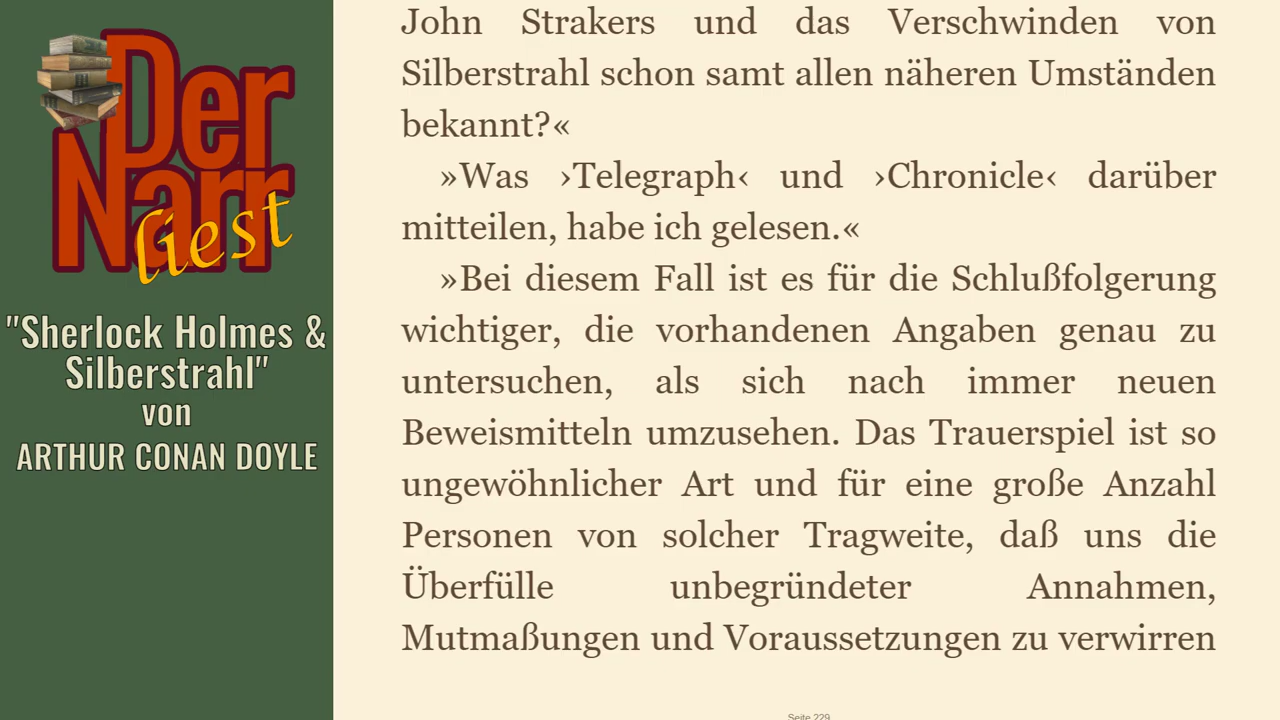 Der
Narr
liest
"Sherlock Holmes &
Silberstrahl"
von
ARTHUR CONAN DOYLE
John Strakers und das Verschwinden von
Silberstrahl schon samt allen näheren Umständen
bekannt?«
»Was ›Telegraph‹ und ›Chronicle‹ darüber
mitteilen, habe ich gelesen.«
»Bei diesem Fall ist es für die Schlußfolgerung
wichtiger, die vorhandenen Angaben genau zu
untersuchen, als sich nach immer neuen
Beweismitteln umzusehen. Das Trauerspiel ist so
ungewöhnlicher Art und für eine große Anzahl
Personen von solcher Tragweite, daß uns die
Überfülle unbegründeter Annahmen,
Mutmaßungen und Voraussetzungen zu verwirren
Seite 229